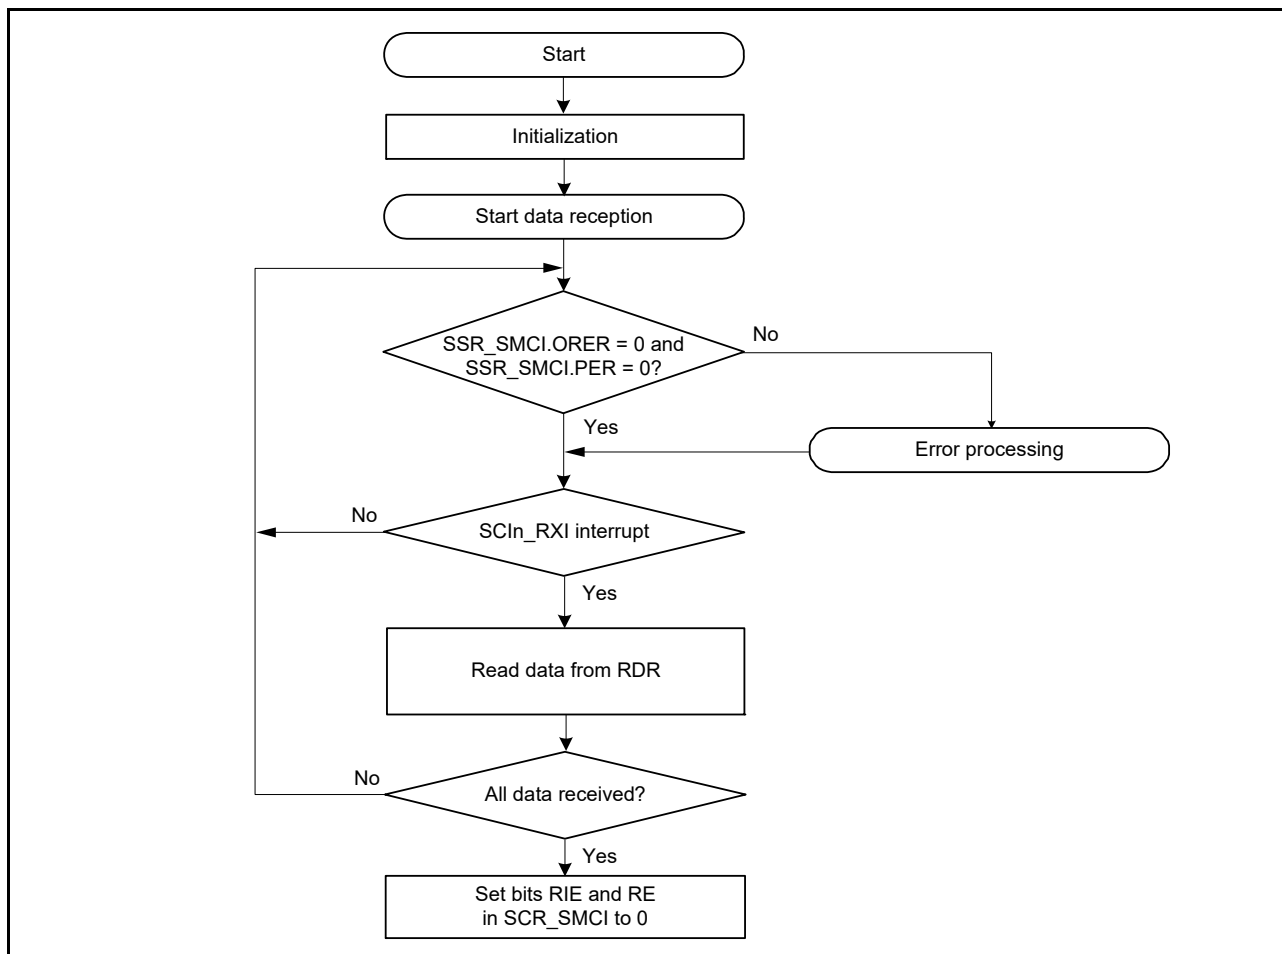 Start
Initialization
Start data reception
SSR_SMCI.ORER = 0 and
SSR_SMCI.PER = 0?
No
Yes
Error processing
No
SCIn_RXI interrupt
Yes
Read data from RDR
No
All data received?
Yes
Set bits RIE and RE
in SCR_SMCI to 0